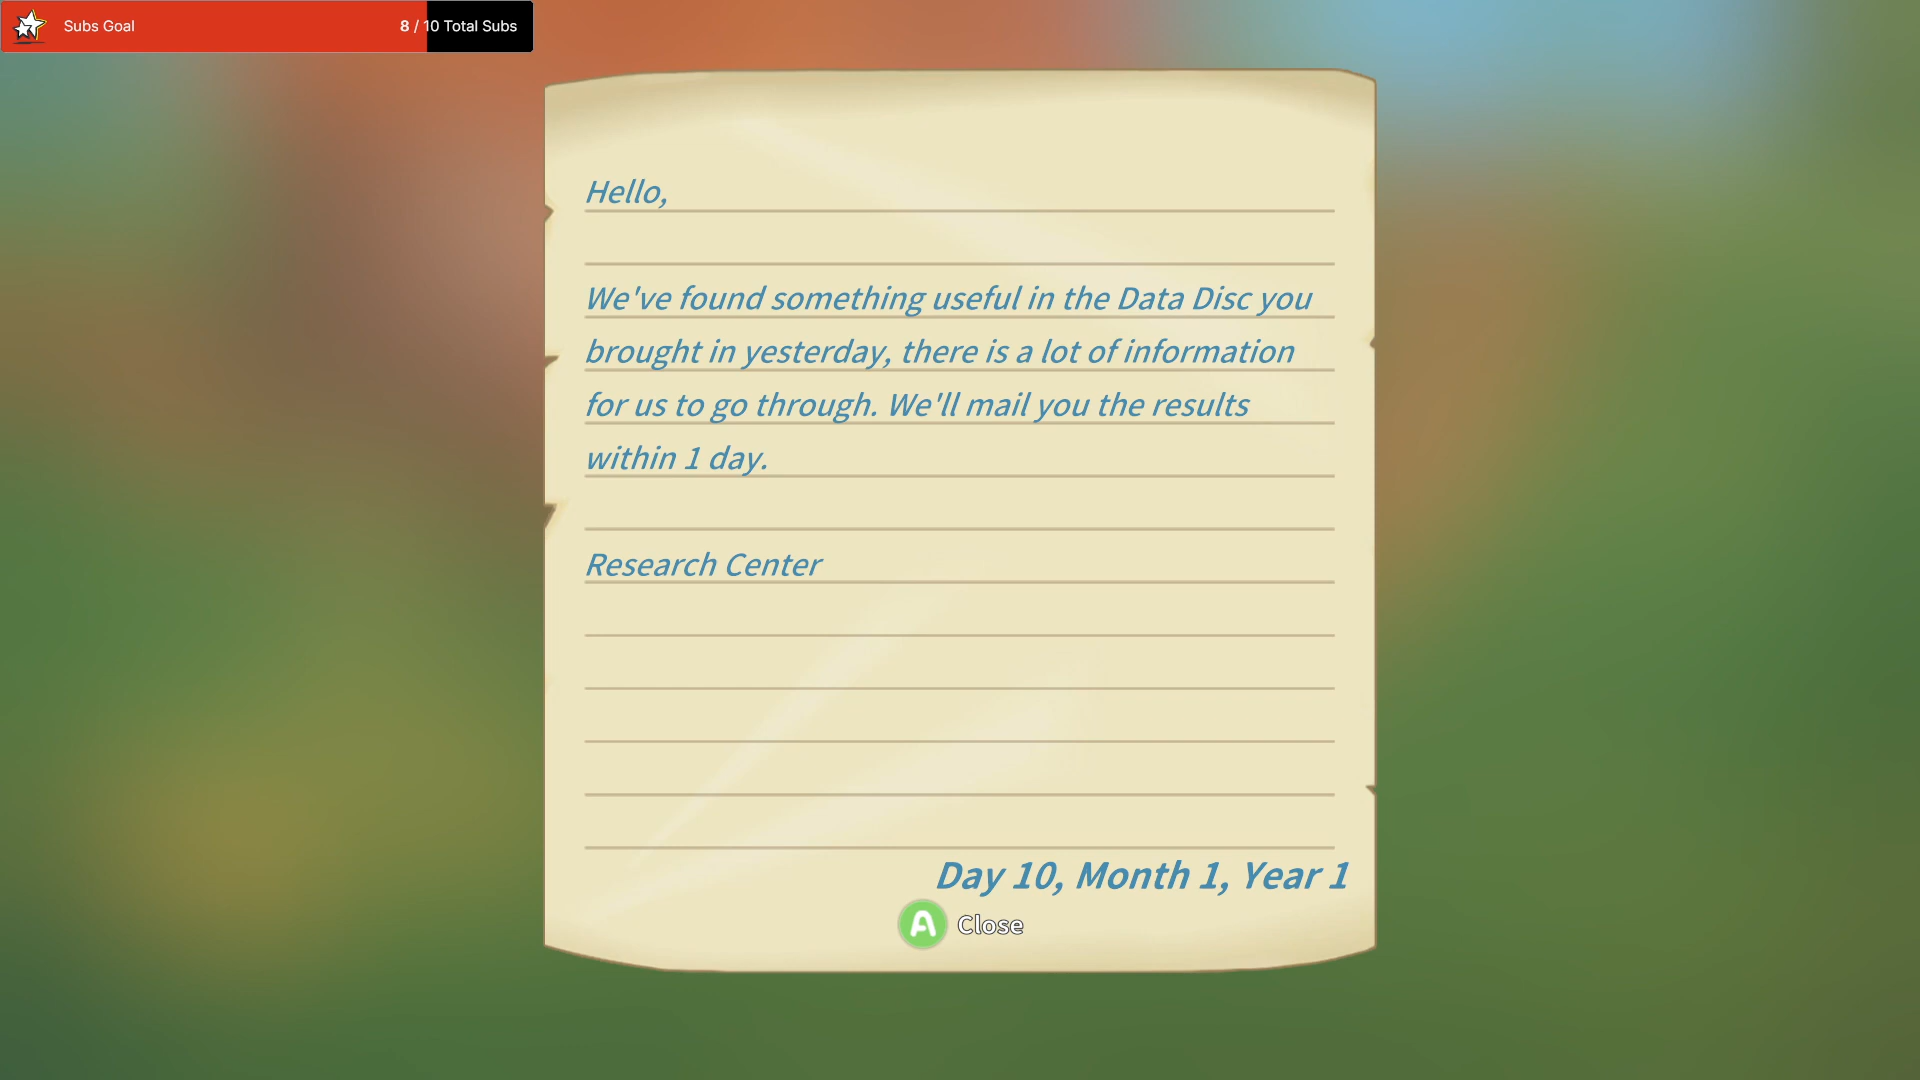 Subs Goal 8 / 10 Total Subs
Hello,
We've found something useful in the Data Disc you
brought in yesterday, there is a lot of information
for us to go through. We'll mail you the results
within 1 day.
Research Center
Day 10, Month 1, Year 1
A Close